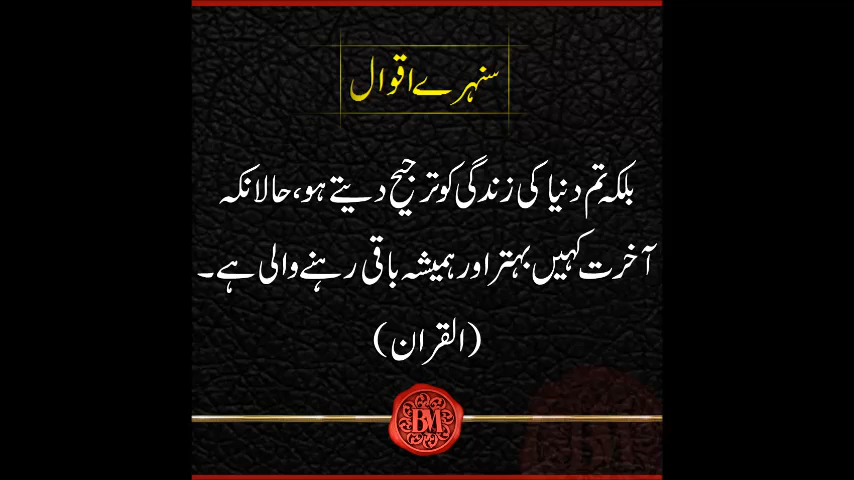 سنہرے اقوال
بلکہ تم دنیا کی زندگی کو ترجیح دیتے ہو، حالانکہ
آخرت کہیں بہتر اور ہمیشہ باقی رہنے والی ہے۔
(القران)
BM